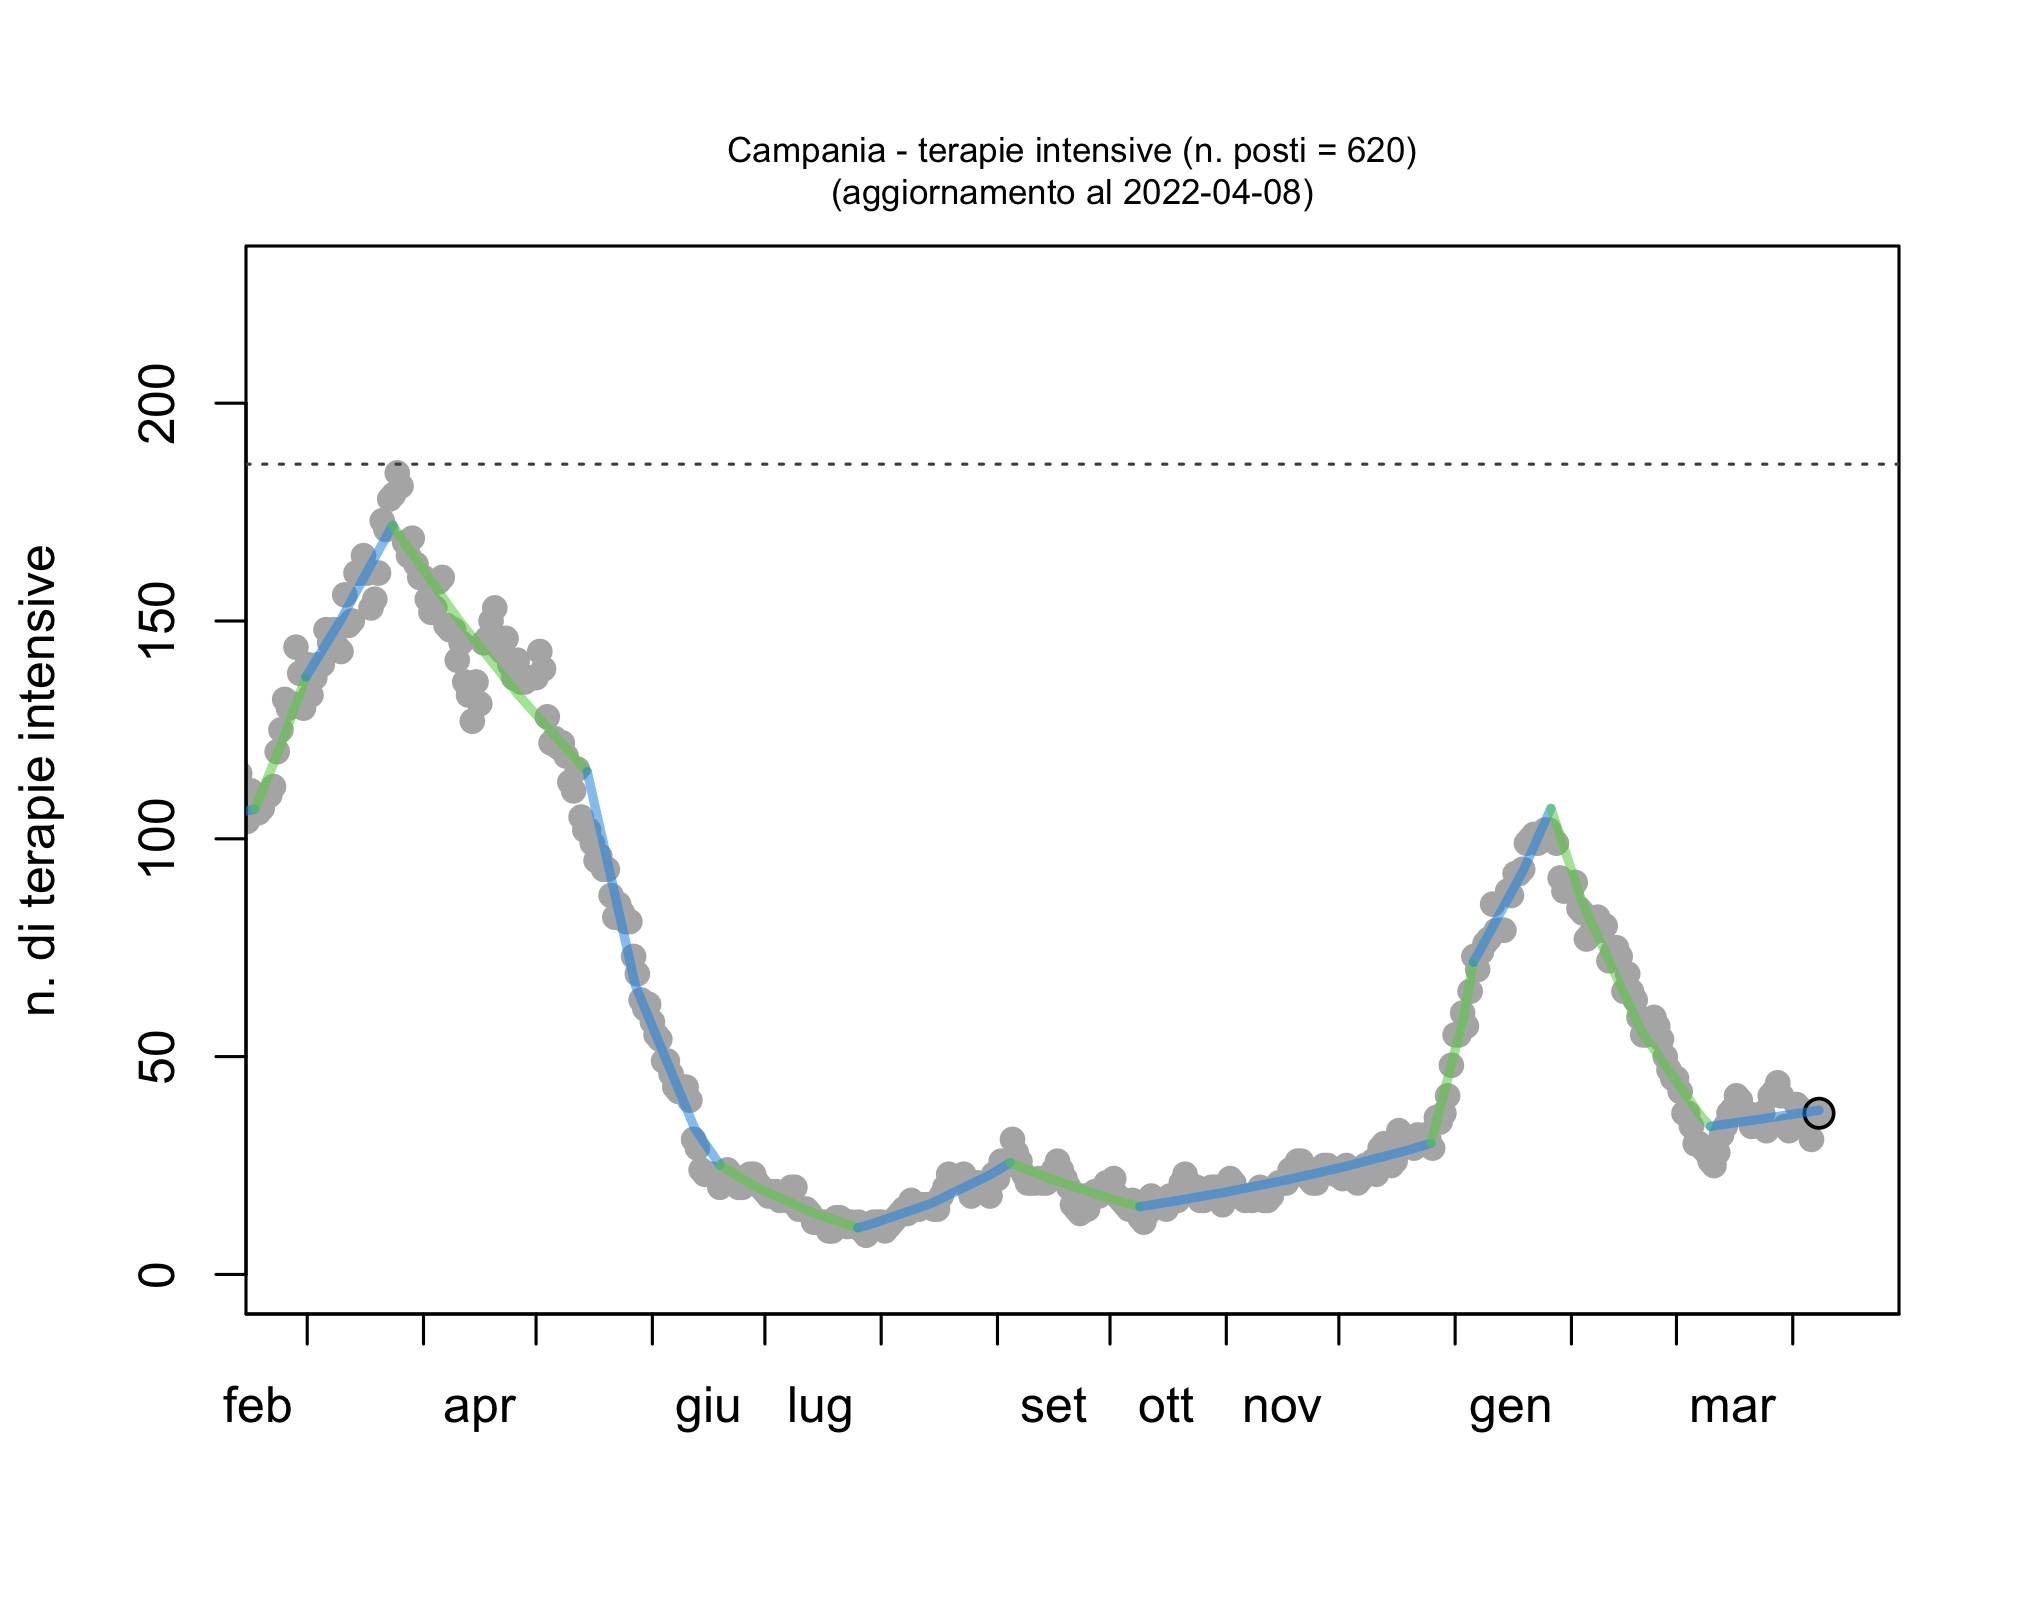 Campania - terapie intensive (n. posti = 620)
(aggiornamento al 2022-04-08)
n. di terapie intensive
200
150
100
50
0
feb apr giu lug set ott nov gen mar